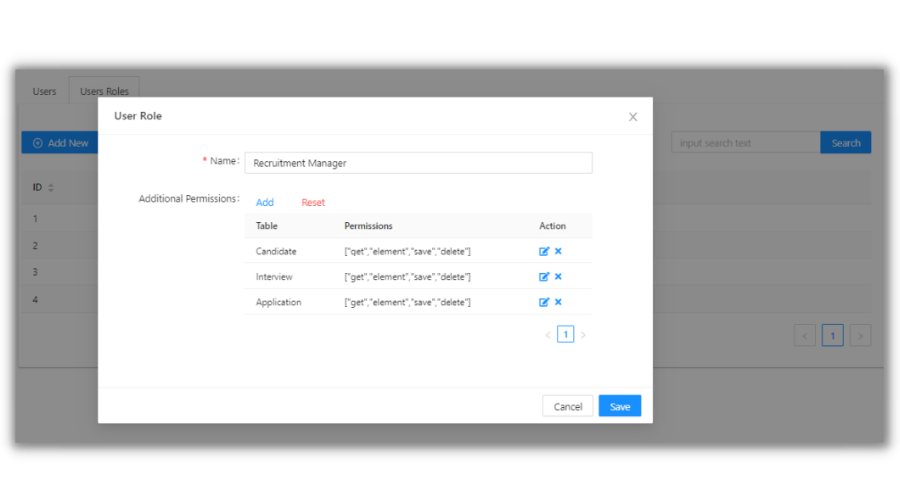 Users Users Roles
User Role
Add New
* Name: Recruitment Manager
input search text Search
ID
Additional Permissions: Add Reset
Table Permissions Action
1
Candidate ["get","element","save","delete"]
2
Interview ["get","element","save","delete"]
3
Application ["get","element","save","delete"]
4
< 1 >
< 1 >
Cancel Save